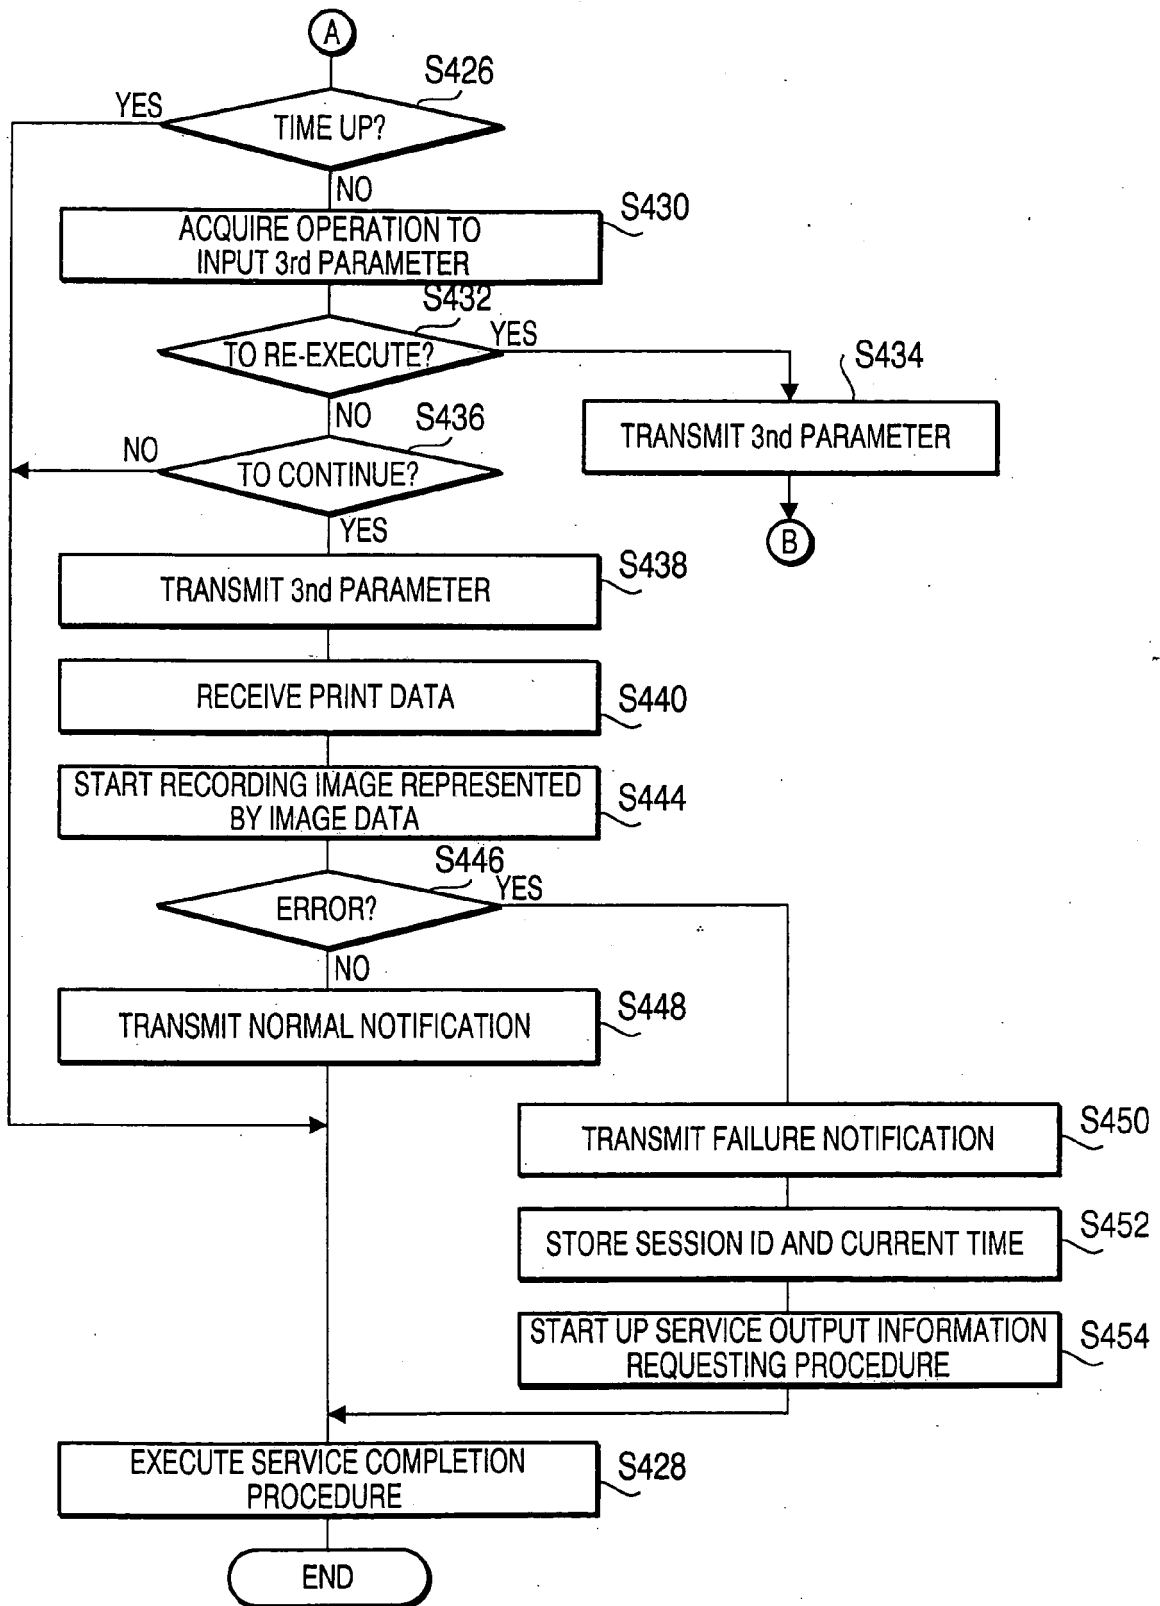 A
S426
YES
TIME UP?
NO
ACQUIRE OPERATION TO
INPUT 3rd PARAMETER
S430
S432
YES
TO RE-EXECUTE?
S434
NO
S436
TRANSMIT 3nd PARAMETER
NO
TO CONTINUE?
YES
B
TRANSMIT 3nd PARAMETER
S438
RECEIVE PRINT DATA
S440
START RECORDING IMAGE REPRESENTED
BY IMAGE DATA
S444
S446
YES
ERROR?
NO
TRANSMIT NORMAL NOTIFICATION
S448
TRANSMIT FAILURE NOTIFICATION
S450
STORE SESSION ID AND CURRENT TIME
S452
START UP SERVICE OUTPUT INFORMATION
REQUESTING PROCEDURE
S454
EXECUTE SERVICE COMPLETION
PROCEDURE
S428
END